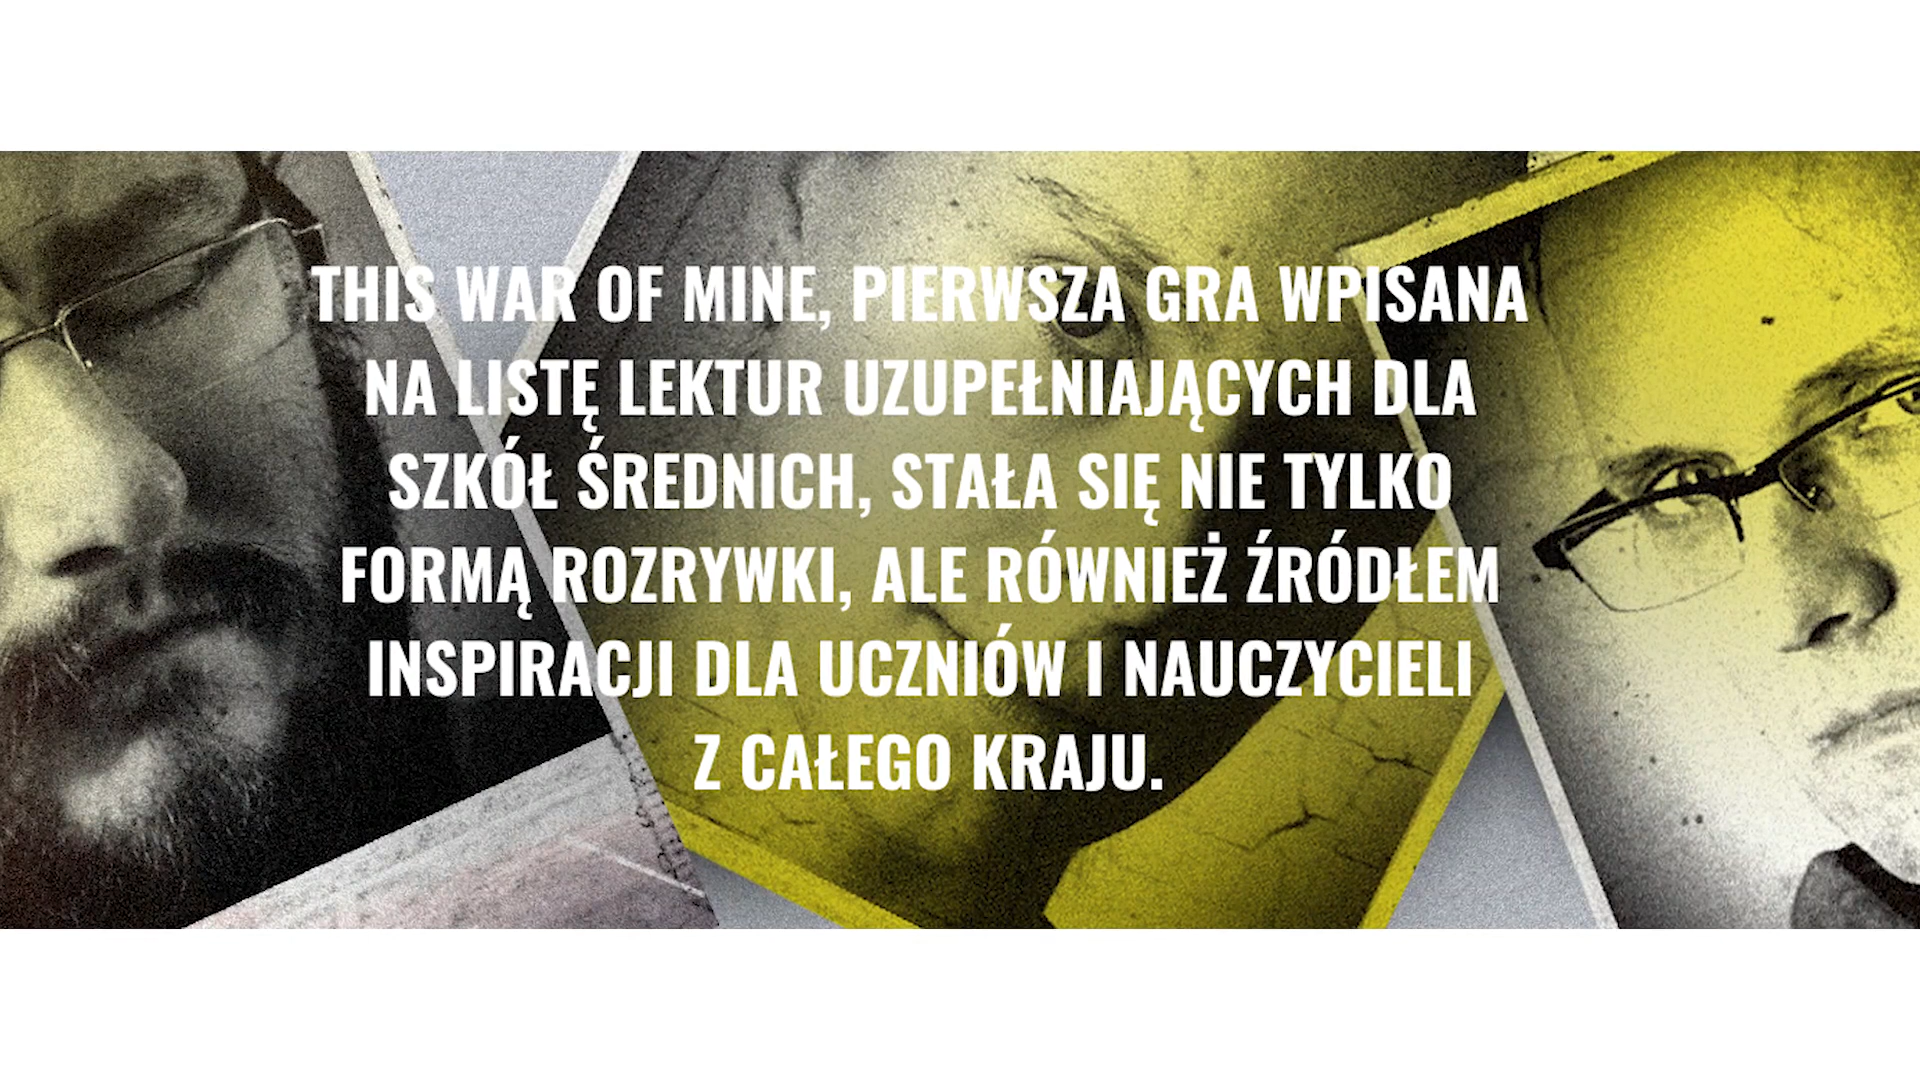 THIS WAR OF MINE, PIERWSZA GRA WPISANA
NA LISTĘ LEKTUR UZUPEŁNIAJĄCYCH DLA
SZKÓŁ ŚREDNICH, STAŁA SIĘ NIE TYLKO
FORMĄ ROZRYWKI, ALE RÓWNIEŻ ŹRÓDŁEM
INSPIRACJI DLA UCZNIÓW I NAUCZYCIELI
Z CAŁEGO KRAJU.